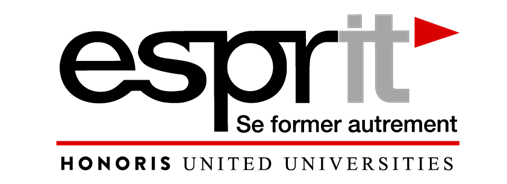 esprit
Se former autrement
HONORIS UNITED UNIVERSITIES